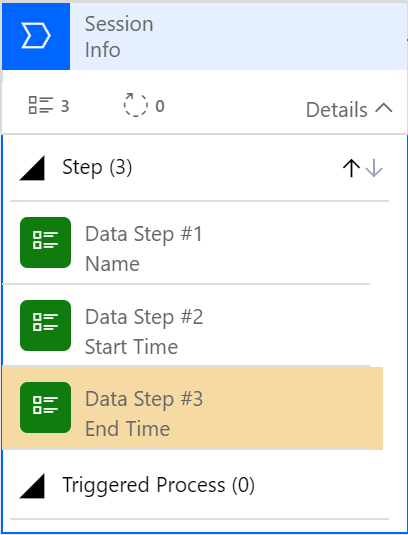 Session
Info
3
0
Details
Step (3)
Data Step #1
Name
Data Step #2
Start Time
Data Step #3
End Time
Triggered Process (0)